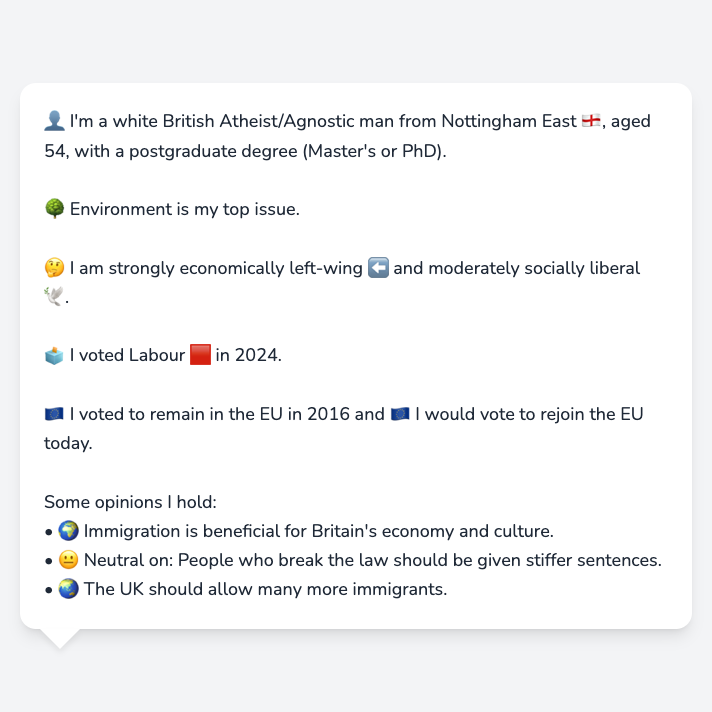 👤 I'm a white British Atheist/Agnostic man from Nottingham East 🏴󠁧󠁢󠁥󠁮󠁧󠁿, aged
54, with a postgraduate degree (Master's or PhD).
🌳 Environment is my top issue.
🤔 I am strongly economically left-wing ⬅️ and moderately socially liberal
🕊️.
🗳️ I voted Labour 🟥 in 2024.
🇪🇺 I voted to remain in the EU in 2016 and 🇪🇺 I would vote to rejoin the EU
today.
Some opinions I hold:
• 🌍 Immigration is beneficial for Britain's economy and culture.
• 😐 Neutral on: People who break the law should be given stiffer sentences.
• 🌏 The UK should allow many more immigrants.